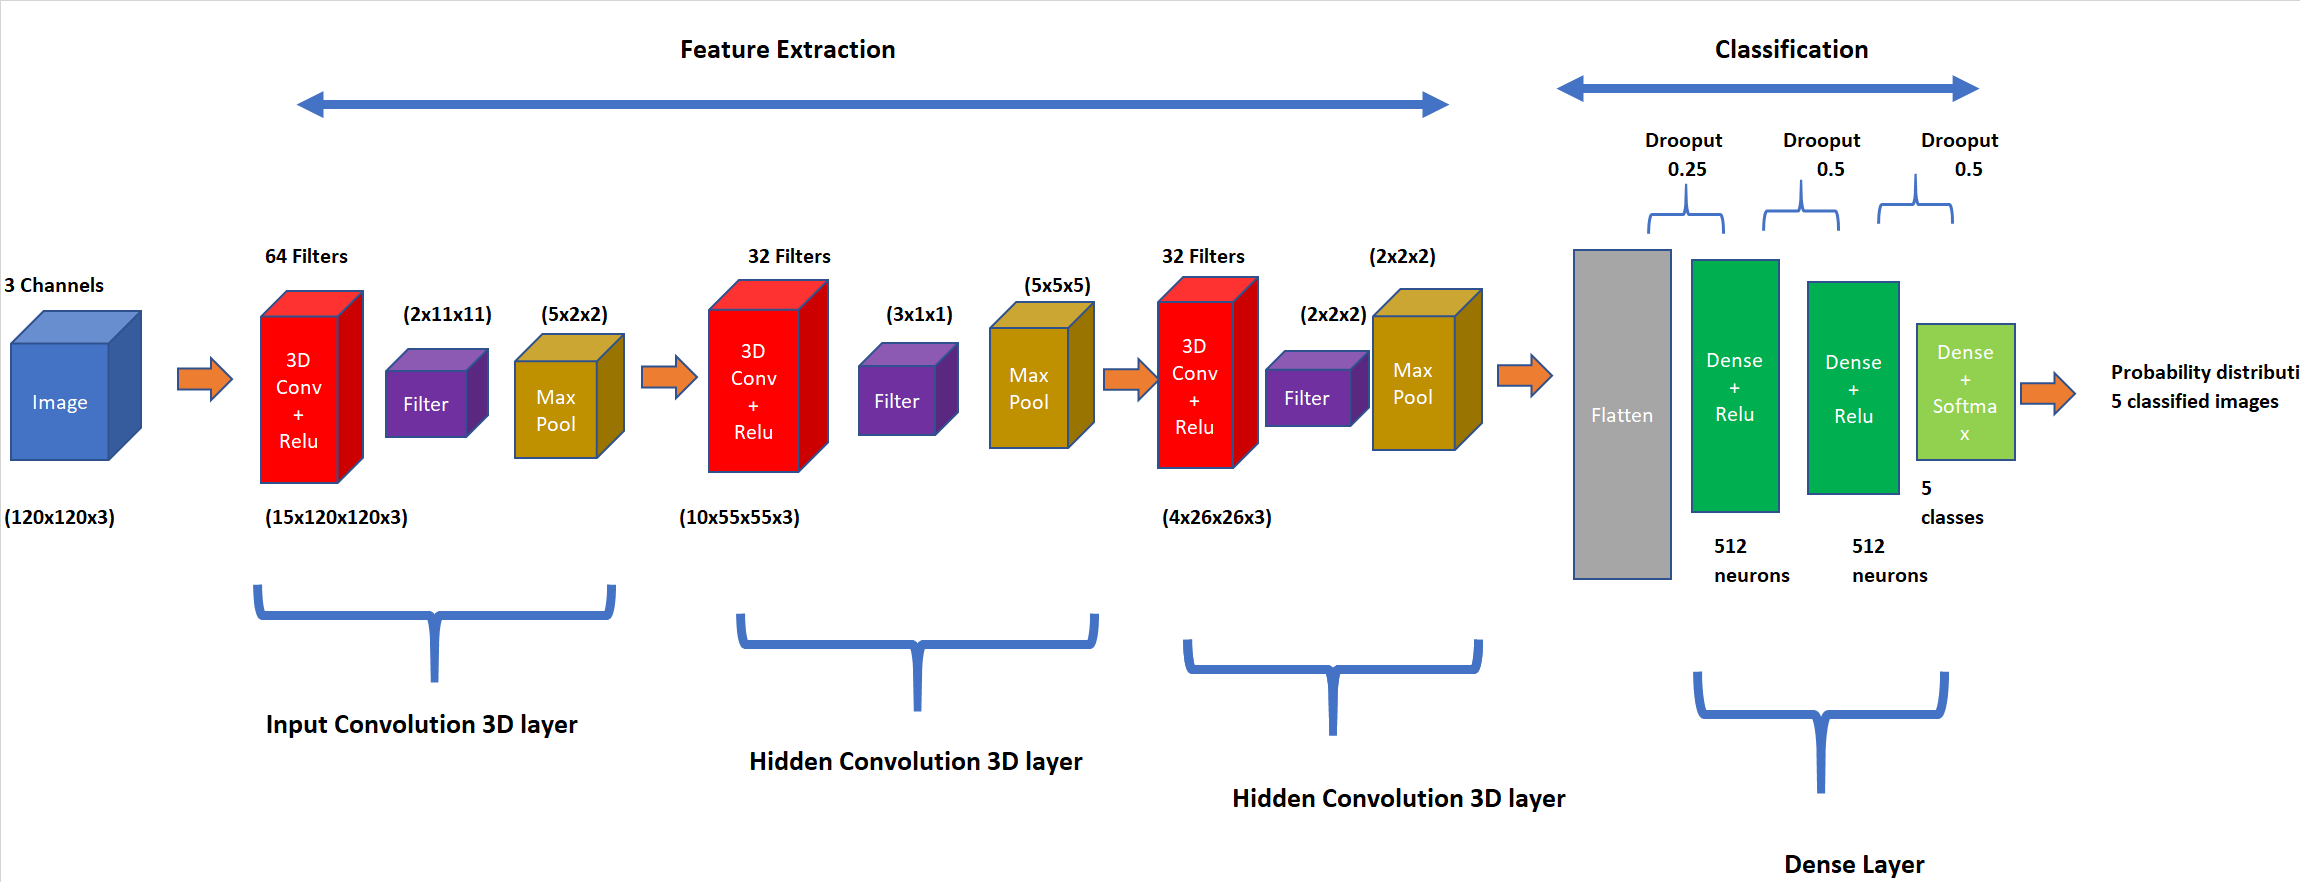 Feature Extraction
Classification
Drooput
0.25
Drooput
0.5
Drooput
0.5
3 Channels
Image
(120x120x3)
64 Filters
3D
Conv
+
Relu
(15x120x120x3)
(2x11x11)
Filter
(5x2x2)
Max
Pool
32 Filters
3D
Conv
+
Relu
(10x55x55x3)
(3x1x1)
Filter
(5x5x5)
Max
Pool
32 Filters
3D
Conv
+
Relu
(4x26x26x3)
(2x2x2)
Filter
(2x2x2)
Max
Pool
Flatten
Dense
+
Relu
512
neurons
Dense
+
Relu
512
neurons
Dense
+
Softma
x
5
classes
Probability distributi
5 classified images
Input Convolution 3D layer
Hidden Convolution 3D layer
Hidden Convolution 3D layer
Dense Layer